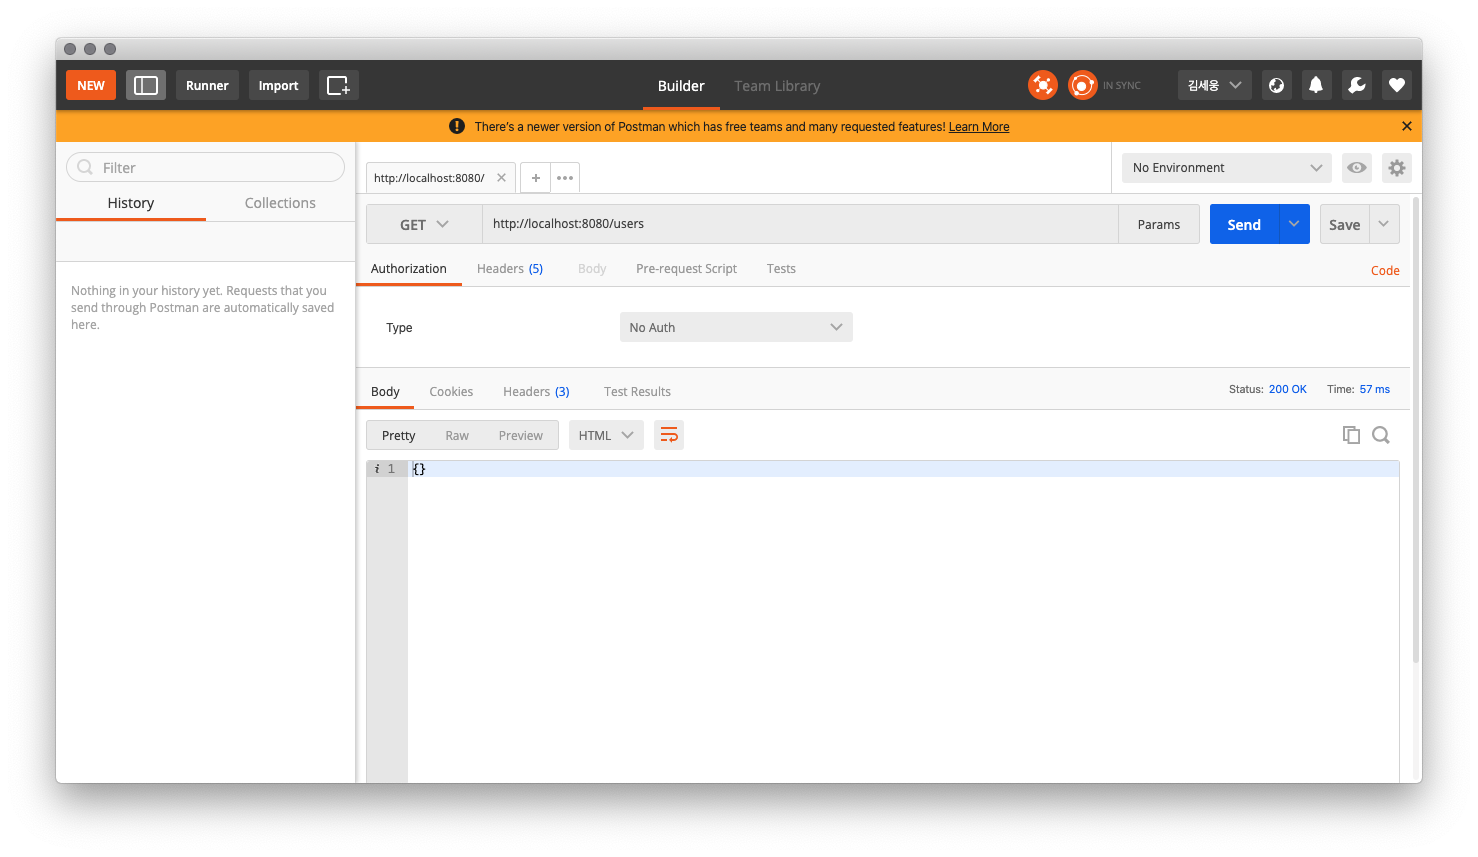 NEW Runner Import Builder Team Library IN SYNC 김세웅
There's a newer version of Postman which has free teams and many requested features! Learn More
Filter
History Collections
Nothing in your history yet. Requests that you
send through Postman are automatically saved
here.
http://localhost:8080/ No Environment
GET http://localhost:8080/users Params Send Save
Authorization Headers (5) Body Pre-request Script Tests Code
Type No Auth
Body Cookies Headers (3) Test Results Status: 200 OK Time: 57 ms
Pretty Raw Preview HTML
i 1 {}